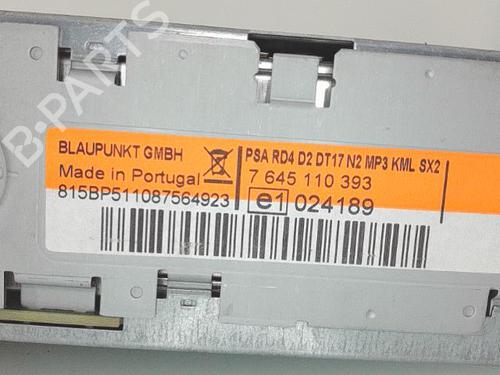 B-PARTS
BLAUPUNKT GMBH
Made in Portugal
815BP511087564923
PSA RD4 D2 DT17 N2 MP3 KML SX2
7 645 110 393
e1 024189